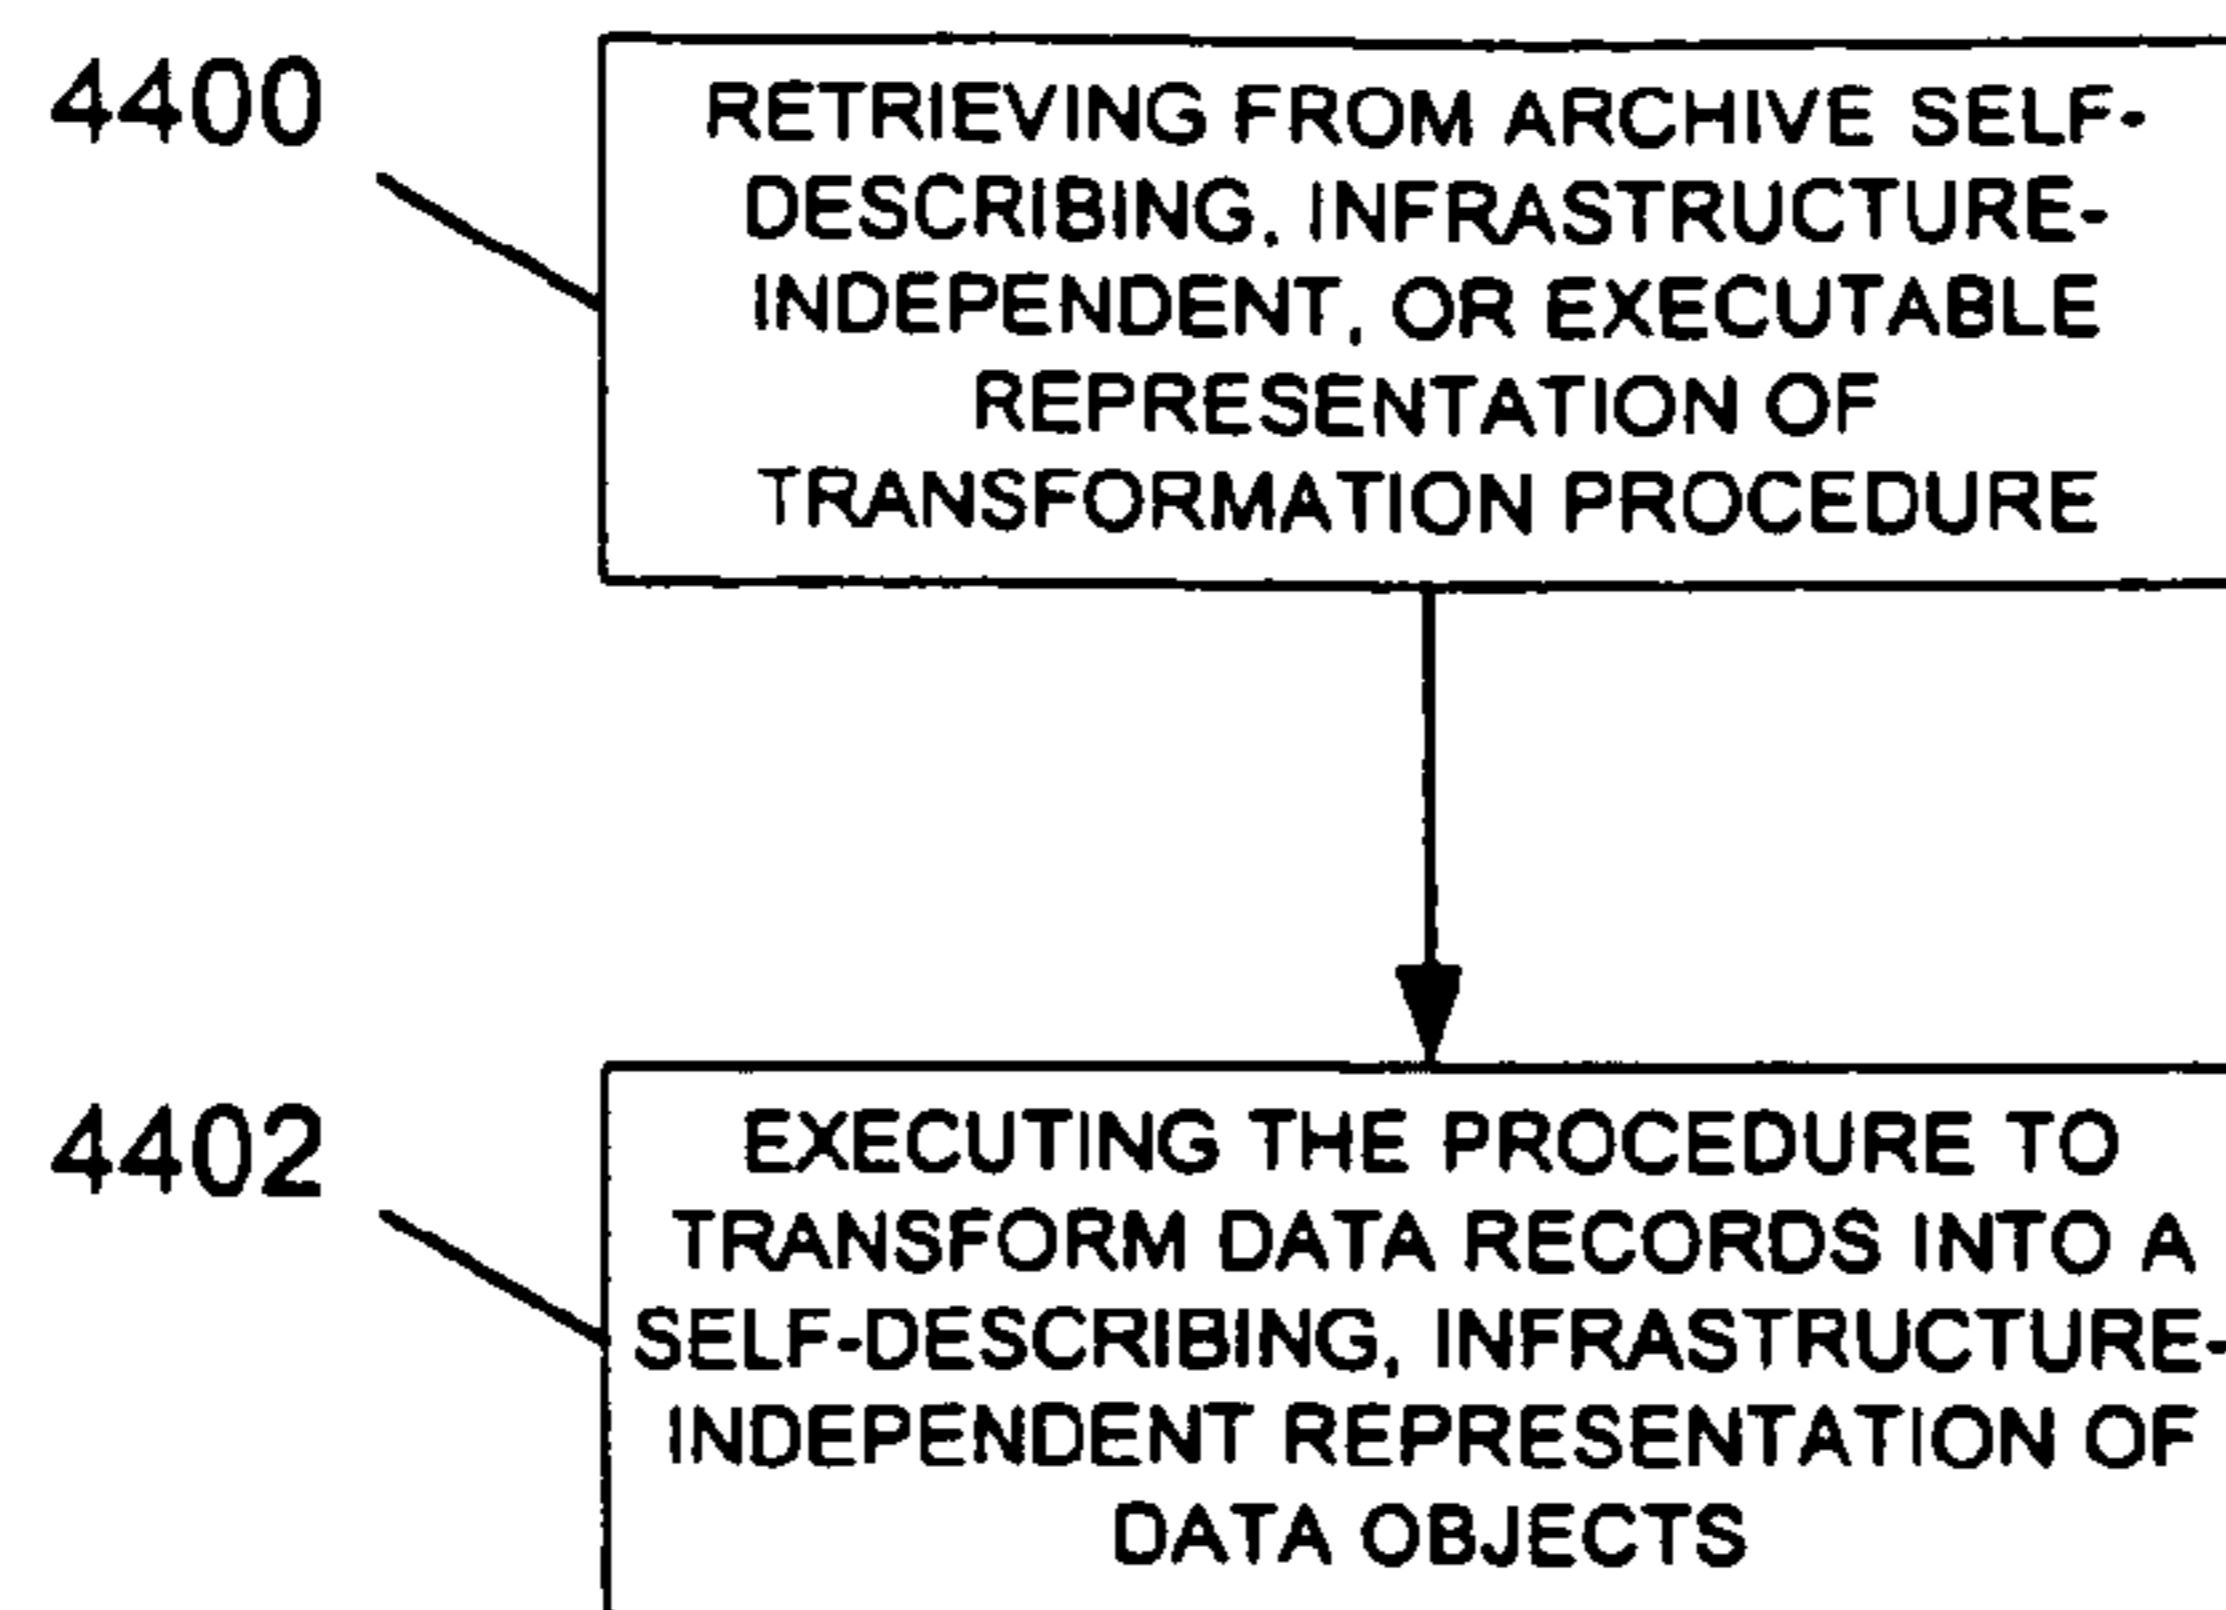 4400
RETRIEVING FROM ARCHIVE SELF-
DESCRIBING, INFRASTRUCTURE-
INDEPENDENT, OR EXECUTABLE
REPRESENTATION OF
TRANSFORMATION PROCEDURE
4402
EXECUTING THE PROCEDURE TO
TRANSFORM DATA RECORDS INTO A
SELF-DESCRIBING, INFRASTRUCTURE-
INDEPENDENT REPRESENTATION OF
DATA OBJECTS